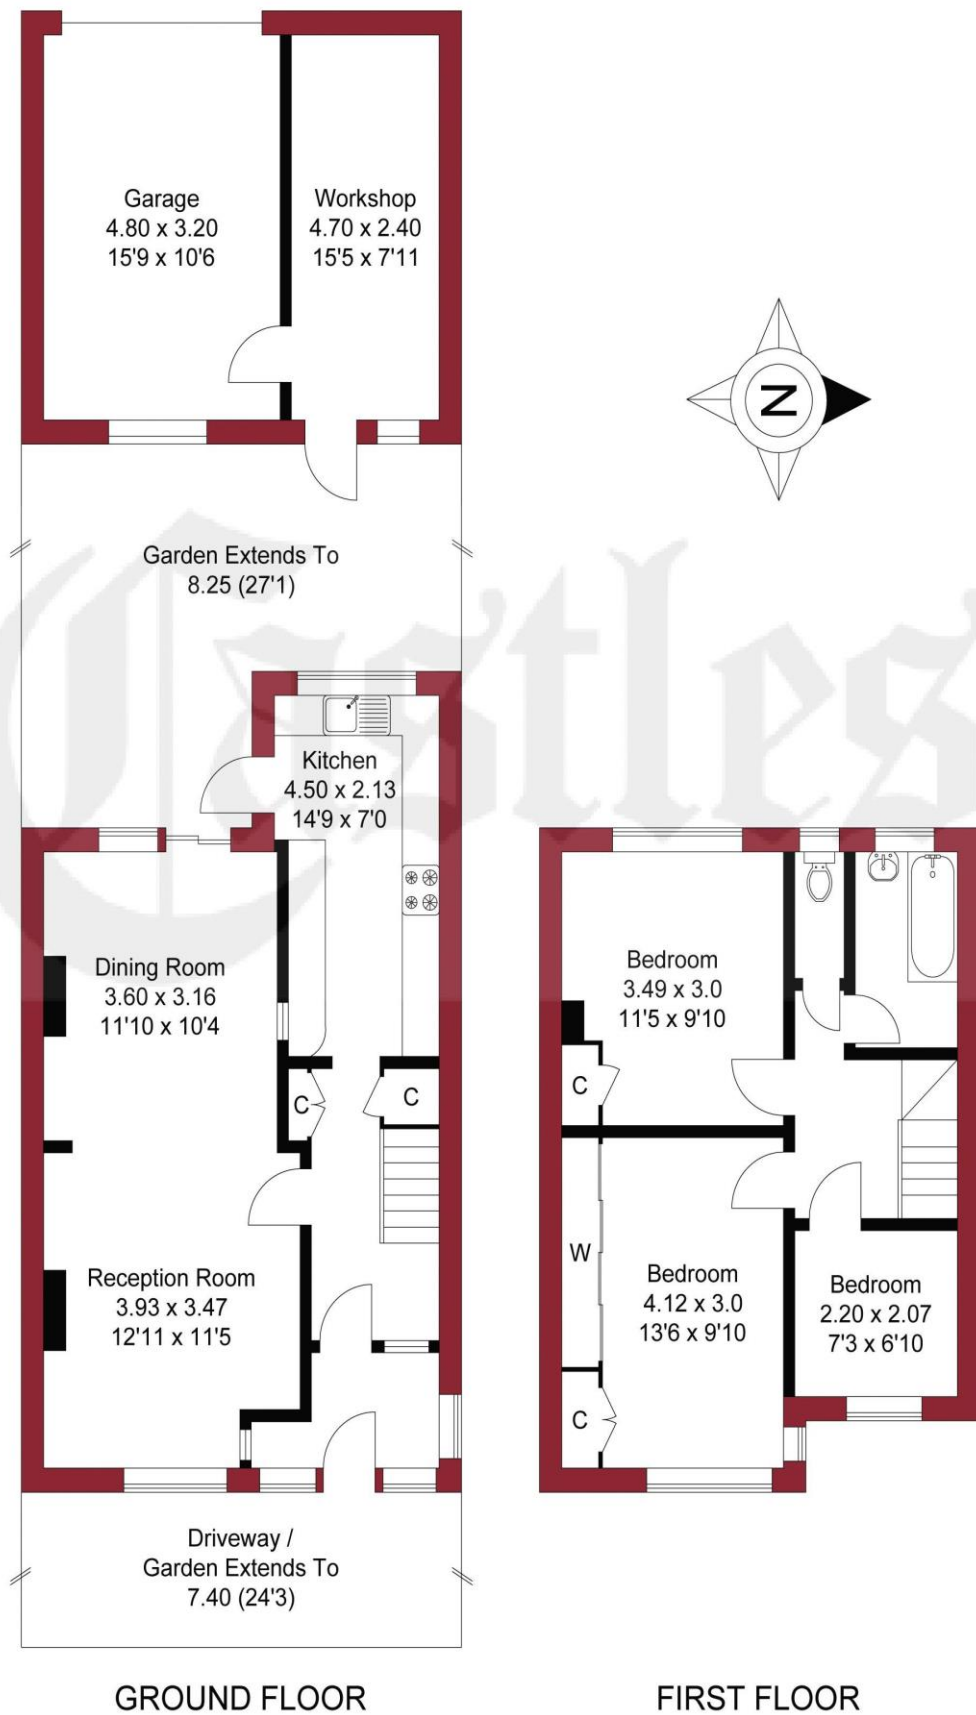 Garage
4.80 x 3.20
15'9 x 10'6
Workshop
4.70 x 2.40
15'5 x 7'11
N
Garden Extends To
8.25 (27'1)
Castles
Kitchen
4.50 x 2.13
14'9 x 7'0
Dining Room
3.60 x 3.16
11'10 x 10'4
C
C
Reception Room
3.93 x 3.47
12'11 x 11'5
Driveway /
Garden Extends To
7.40 (24'3)
GROUND FLOOR
Bedroom
3.49 x 3.0
11'5 x 9'10
C
W
Bedroom
4.12 x 3.0
13'6 x 9'10
Bedroom
2.20 x 2.07
7'3 x 6'10
C
FIRST FLOOR